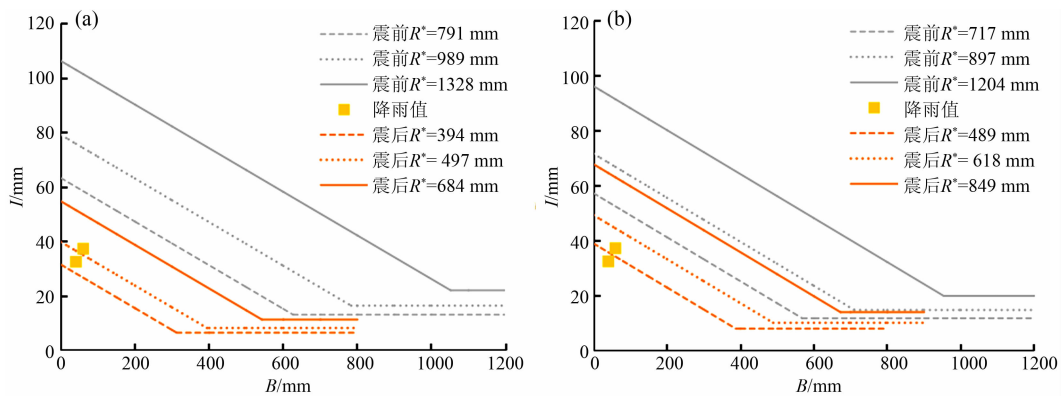 (a)
I/mm
120
100
80
60
40
20
0
0 200 400 600 800 1000 1200
B/mm
震前R*=791 mm
震前R*=989 mm
震前R*=1328 mm
降雨值
震后R*=394 mm
震后R*= 497 mm
震后R*=684 mm
(b)
I/mm
120
100
80
60
40
20
0
0 200 400 600 800 1000 1200
B/mm
震前R*=717 mm
震前R*=897 mm
震前R*=1204 mm
降雨值
震后R*=489 mm
震后R*= 618 mm
震后R*=849 mm